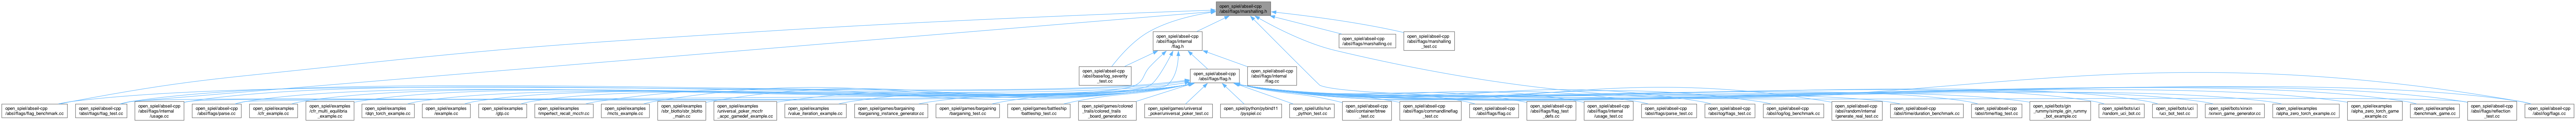 open_spiel/abseil-cpp
/absl/flags/marshalling.h
open_spiel/abseil-cpp
/absl/flags/internal
/flag.h
open_spiel/abseil-cpp
/absl/flags/marshalling.cc
open_spiel/abseil-cpp
/absl/flags/marshalling
_test.cc
open_spiel/abseil-cpp
/absl/base/log_severity
_test.cc
open_spiel/abseil-cpp
/absl/flags/flag.h
open_spiel/abseil-cpp
/absl/flags/internal
/flag.cc
open_spiel/abseil-cpp
/absl/flags/flag_benchmark.cc
open_spiel/abseil-cpp
/absl/flags/flag_test.cc
open_spiel/abseil-cpp
/absl/flags/internal
/usage.cc
open_spiel/abseil-cpp
/absl/flags/parse.cc
open_spiel/examples
/cfr_example.cc
open_spiel/examples
/cfr_multi_equilibria
_example.cc
open_spiel/examples
/dqn_torch_example.cc
open_spiel/examples
/example.cc
open_spiel/examples
/gtp.cc
open_spiel/examples
/imperfect_recall_mccfr.cc
open_spiel/examples
/mcts_example.cc
open_spiel/examples
/sbr_blotto/sbr_blotto
_main.cc
open_spiel/examples
/universal_poker_mccfr
_acpc_gamedef_example.cc
open_spiel/examples
/value_iteration_example.cc
open_spiel/games/bargaining
/bargaining_instance_generator.cc
open_spiel/games/bargaining
/bargaining_test.cc
open_spiel/games/battleship
/battleship_test.cc
open_spiel/games/colored
_trails/colored_trails
_board_generator.cc
open_spiel/games/universal
_poker/universal_poker_test.cc
open_spiel/python/pybind11
/pyspiel.cc
open_spiel/utils/run
_python_test.cc
open_spiel/abseil-cpp
/absl/container/btree
_test.cc
open_spiel/abseil-cpp
/absl/flags/commandlineflag
_test.cc
open_spiel/abseil-cpp
/absl/flags/flag.cc
open_spiel/abseil-cpp
/absl/flags/flag_test
_defs.cc
open_spiel/abseil-cpp
/absl/flags/internal
/usage_test.cc
open_spiel/abseil-cpp
/absl/flags/parse_test.cc
open_spiel/abseil-cpp
/absl/log/flags_test.cc
open_spiel/abseil-cpp
/absl/log/log_benchmark.cc
open_spiel/abseil-cpp
/absl/random/internal
/generate_real_test.cc
open_spiel/abseil-cpp
/absl/time/duration_benchmark.cc
open_spiel/abseil-cpp
/absl/time/flag_test.cc
open_spiel/bots/gin
_rummy/simple_gin_rummy
_bot_example.cc
open_spiel/bots/uci
/random_uci_bot.cc
open_spiel/bots/uci
/uci_bot_test.cc
open_spiel/bots/xinxin
/xinxin_game_generator.cc
open_spiel/examples
/alpha_zero_torch_example.cc
open_spiel/examples
/alpha_zero_torch_game
_example.cc
open_spiel/examples
/benchmark_game.cc
open_spiel/abseil-cpp
/absl/flags/reflection
_test.cc
open_spiel/abseil-cpp
/absl/log/flags.cc